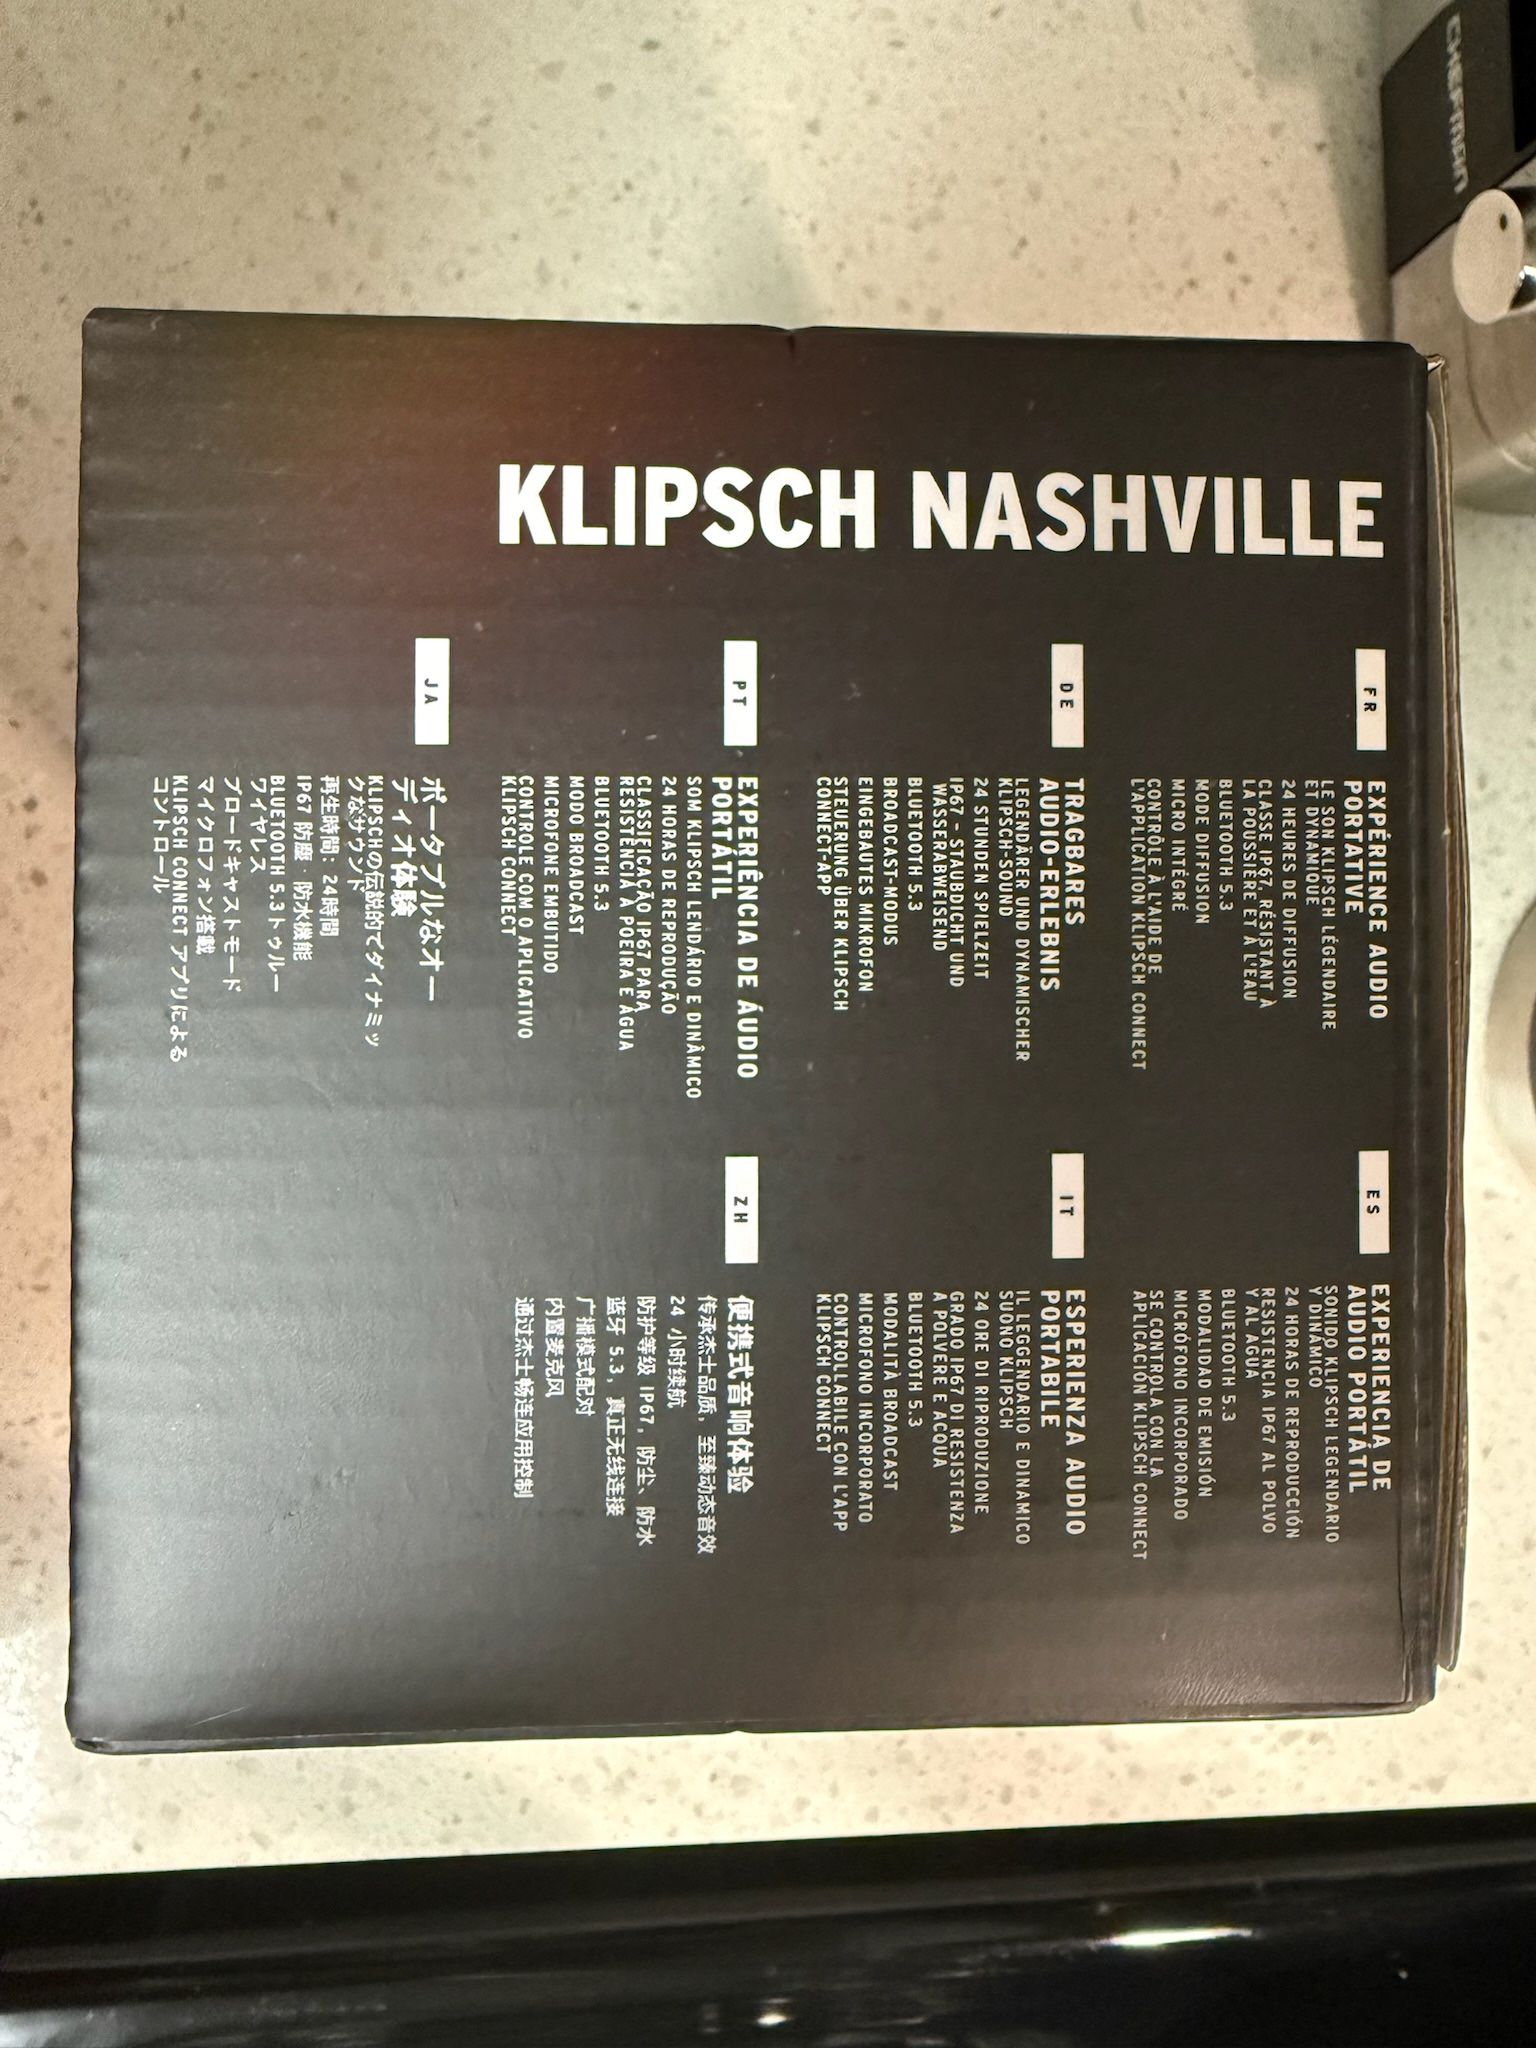 CHEFMAN
KLIPSCH NASHVILLE
FR
EXPÉRIENCE AUDIO
PORTATIVE
LE SON KLIPSCH LÉGENDAIRE
ET DYNAMIQUE
24 HEURES DE DIFFUSION
CLASSE IP67, RÉSISTANT À
LA POUSSIÈRE ET À L'EAU
BLUETOOTH 5.3
MODE DIFFUSION
MICRO INTÉGRÉ
CONTRÔLE À L'AIDE DE
L'APPLICATION KLIPSCH CONNECT
ES
EXPERIENCIA DE
AUDIO PORTÁTIL
SONIDO KLIPSCH LEGENDARIO
Y DINÁMICO
24 HORAS DE REPRODUCCIÓN
RESISTENCIA IP67 AL POLVO
Y AL AGUA
BLUETOOTH 5.3
MODALIDAD DE EMISIÓN
MICRÓFONO INCORPORADO
SE CONTROLA CON LA
APLICACIÓN KLIPSCH CONNECT
DE
TRAGBARES
AUDIO-ERLEBNIS
LEGENDÄRER UND DYNAMISCHER
KLIPSCH-SOUND
24 STUNDEN SPIELZEIT
IP67 – STAUBDICHT UND
WASSERABWEISEND
BLUETOOTH 5.3
BROADCAST-MODUS
EINGEBAUTES MIKROFON
STEUERUNG ÜBER KLIPSCH
CONNECT-APP
IT
ESPERIENZA AUDIO
PORTABILE
IL LEGGENDARIO E DINAMICO
SUONO KLIPSCH
24 ORE DI RIPRODUZIONE
GRADO IP67 DI RESISTENZA
A POLVERE E ACQUA
BLUETOOTH 5.3
MODALITÀ BROADCAST
MICROFONO INCORPORATO
CONTROLLABILE CON L'APP
KLIPSCH CONNECT
PT
EXPERIÊNCIA DE ÁUDIO
PORTÁTIL
SOM KLIPSCH LENDÁRIO E DINÂMICO
24 HORAS DE REPRODUÇÃO
CLASSIFICAÇÃO IP67 PARA
RESISTÊNCIA À POEIRA E ÁGUA
BLUETOOTH 5.3
MODO BROADCAST
MICROFONE EMBUTIDO
CONTROLE COM O APLICATIVO
KLIPSCH CONNECT
ZH
便携式音响体验
传承杰士品质，至臻动态音效
24 小时续航
防护等级 IP67，防尘、防水
蓝牙 5.3，真正无线连接
广播模式配对
内置麦克风
通过杰士畅连应用控制
JA
ポータブルなオー
ディオ体験
KLIPSCHの伝説的でダイナミッ
クなサウンド
再生時間: 24時間
IP67 防塵・防水機能
BLUETOOTH 5.3トゥルー
ワイヤレス
ブロードキャストモード
マイクロフォン搭載
KLIPSCH CONNECT アプリによる
コントロール